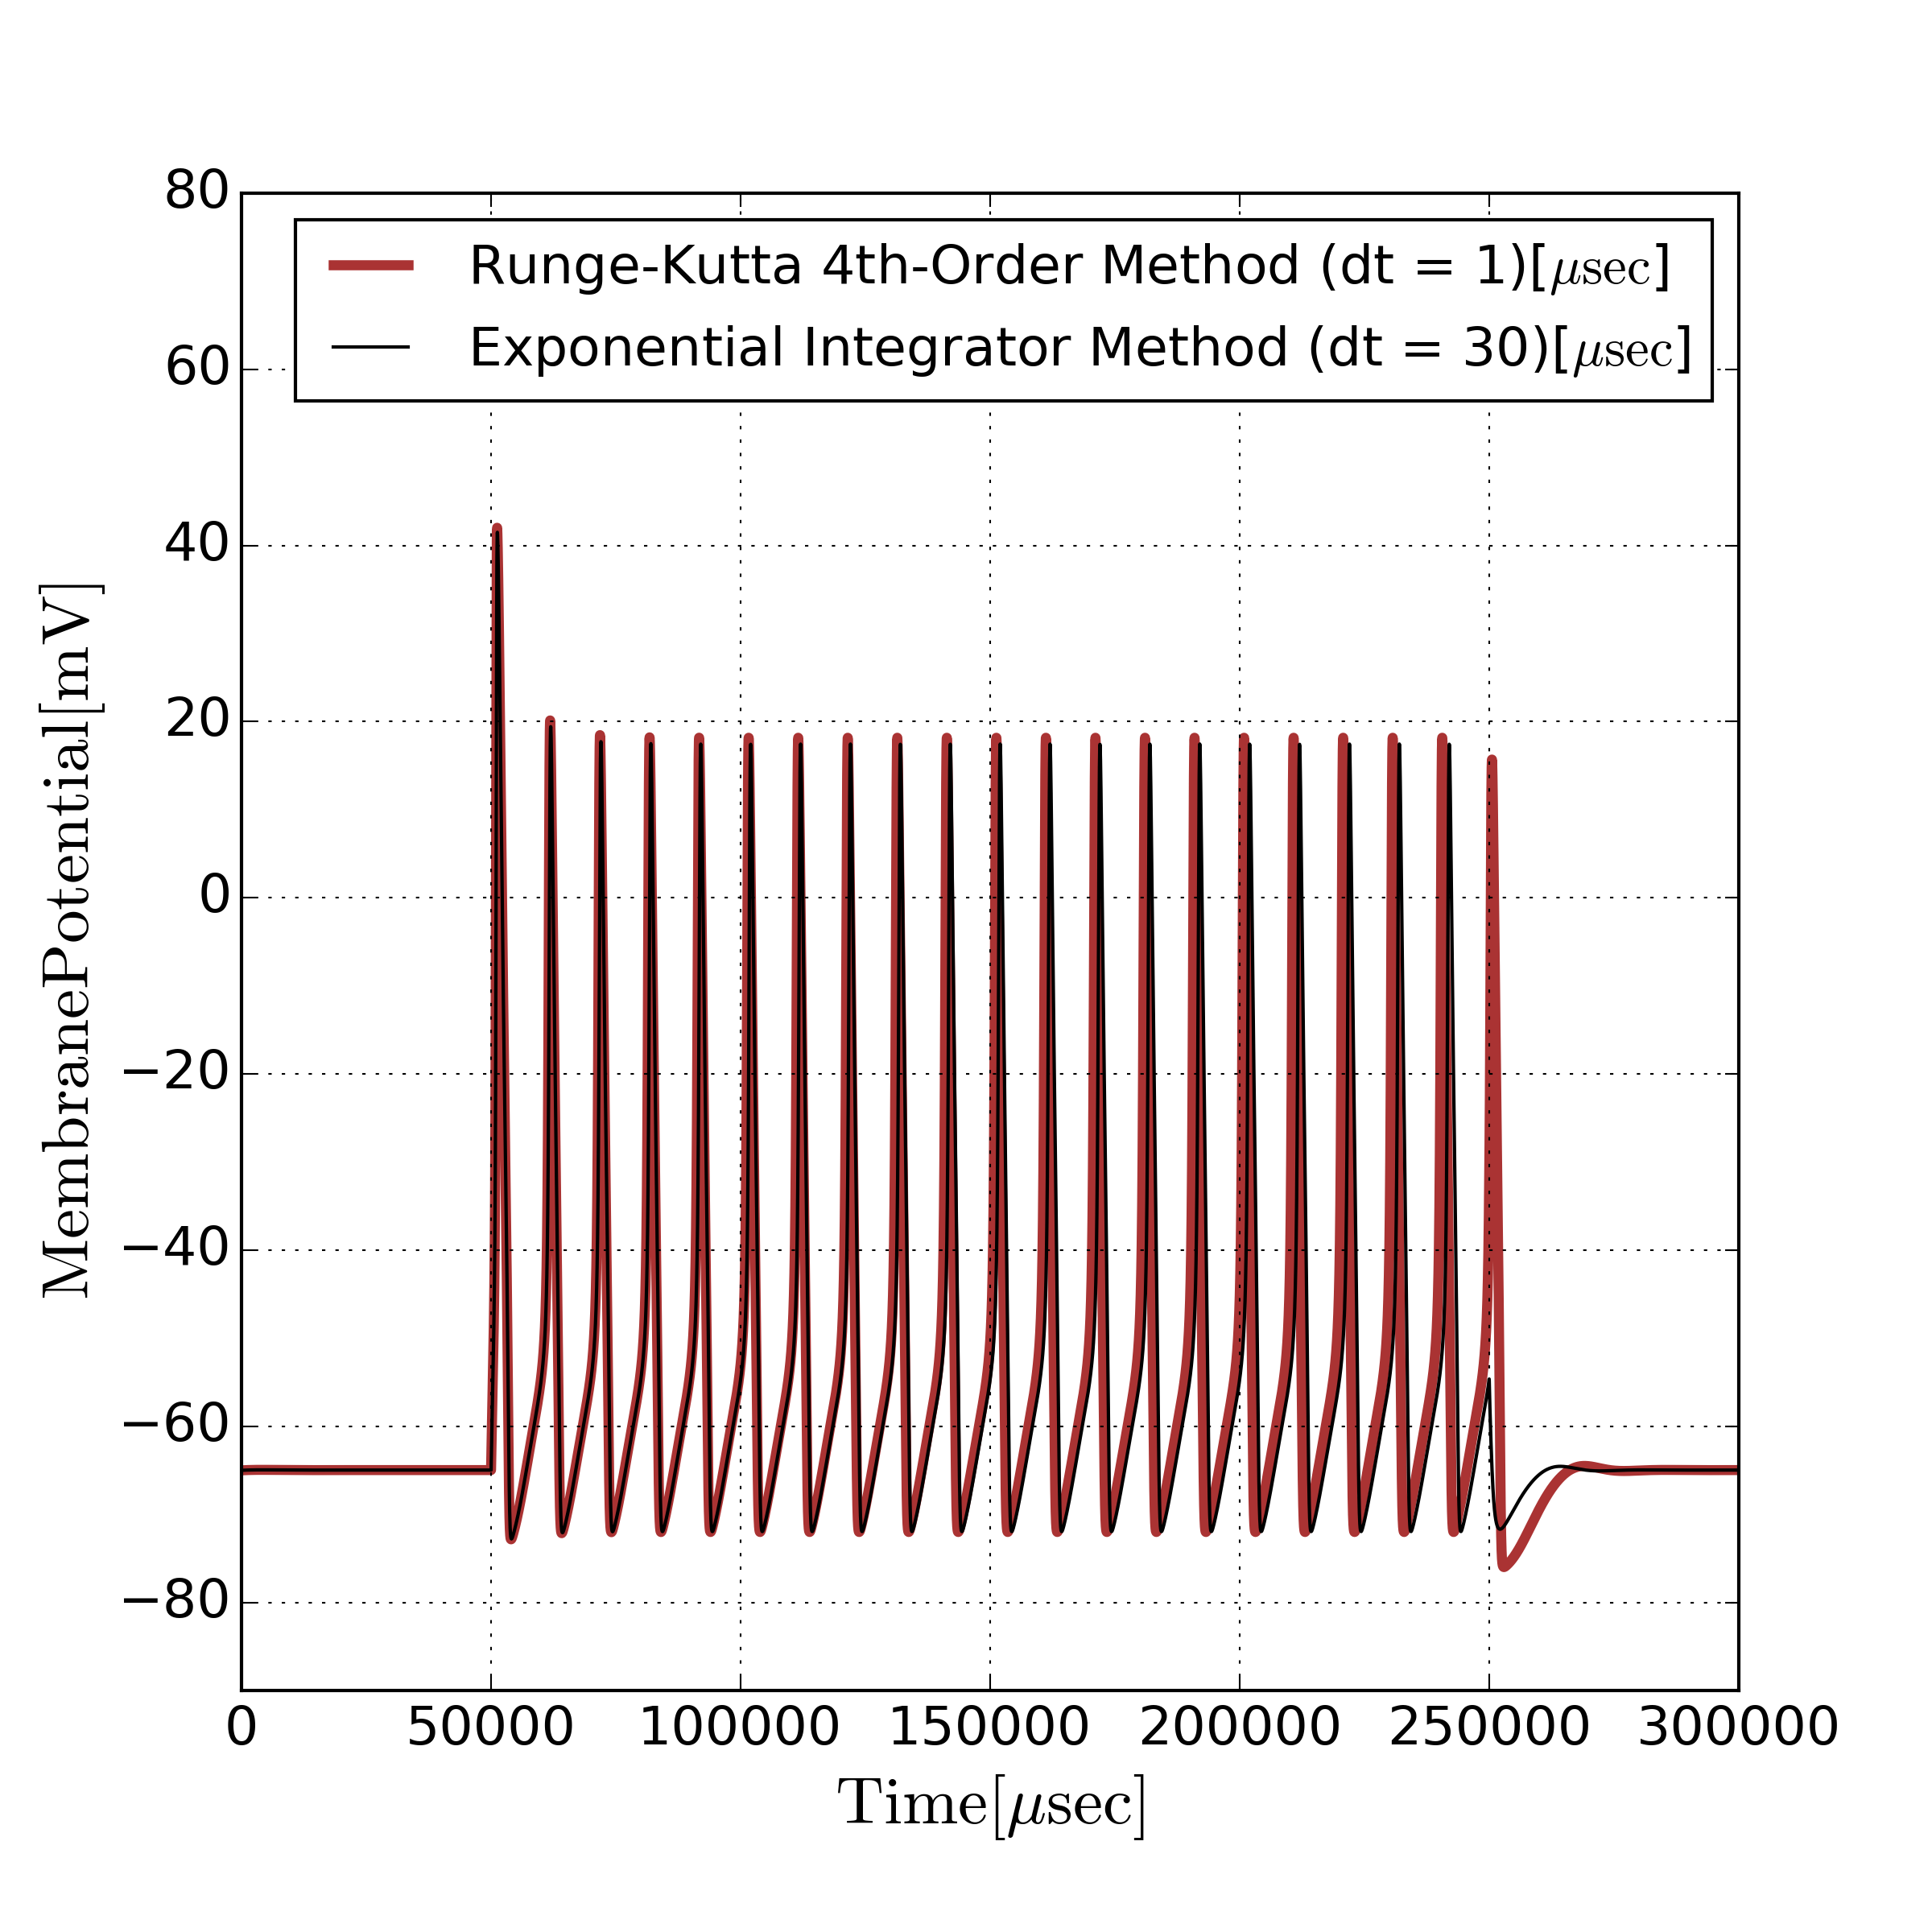 80
Runge-Kutta 4th-Order Method (dt = 1)[μsec]
Exponential Integrator Method (dt = 30)[μsec]
60
40
20
0
−20
−40
−60
−80
MembranePotential[mV]
0 50000 100000 150000 200000 250000 300000
Time[μsec]